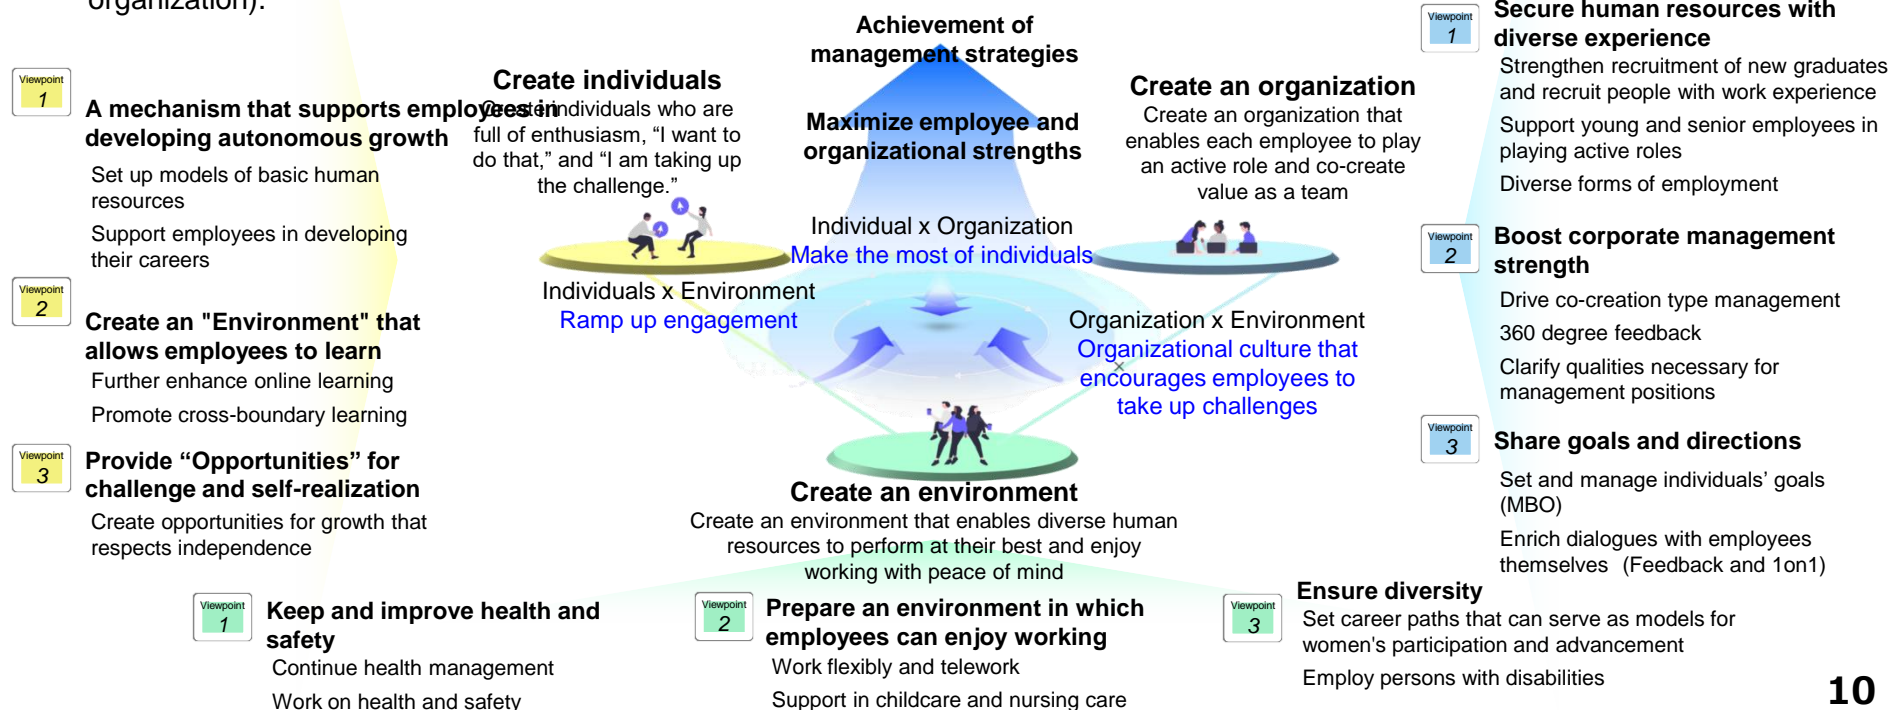 organization).
Viewpoint
1
A mechanism that supports employees in
developing autonomous growth
Set up models of basic human
resources
Support employees in developing
their careers
Viewpoint
2
Create an "Environment" that
allows employees to learn
Further enhance online learning
Promote cross-boundary learning
Viewpoint
3
Provide “Opportunities” for
challenge and self-realization
Create opportunities for growth that
respects independence
Create individuals
Create individuals who are
full of enthusiasm, “I want to
do that,” and “I am taking up
the challenge.”
Achievement of
management strategies
Maximize employee and
organizational strengths
Individual x Organization
Make the most of individuals
Individuals x Environment
Ramp up engagement
Create an organization
Create an organization that
enables each employee to play
an active role and co-create
value as a team
Organization x Environment
Organizational culture that
encourages employees to
take up challenges
×
Create an environment
Create an environment that enables diverse human
resources to perform at their best and enjoy
working with peace of mind
Viewpoint
1
Secure human resources with
diverse experience
Strengthen recruitment of new graduates
and recruit people with work experience
Support young and senior employees in
playing active roles
Diverse forms of employment
Viewpoint
2
Boost corporate management
strength
Drive co-creation type management
360 degree feedback
Clarify qualities necessary for
management positions
Viewpoint
3
Share goals and directions
Set and manage individuals’ goals
(MBO)
Enrich dialogues with employees
themselves (Feedback and 1on1)
Viewpoint
1
Keep and improve health and
safety
Continue health management
Work on health and safety
Viewpoint
2
Prepare an environment in which
employees can enjoy working
Work flexibly and telework
Support in childcare and nursing care
Viewpoint
3
Ensure diversity
Set career paths that can serve as models for
women's participation and advancement
Employ persons with disabilities
10